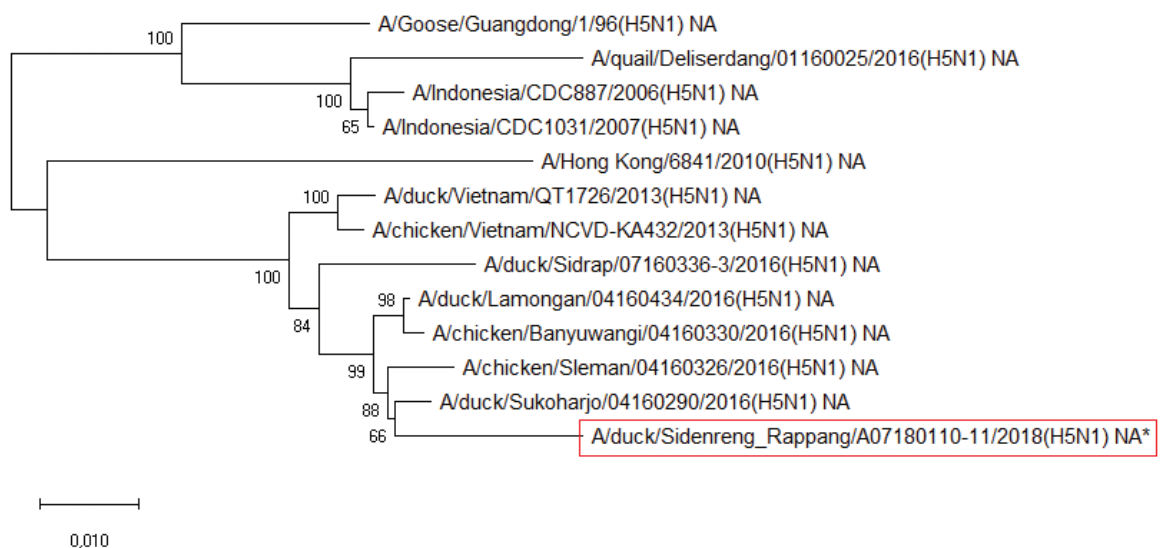 A/Goose/Guangdong/1/96(H5N1) NA
100
A/quail/Deliserdang/01160025/2016(H5N1) NA
A/Indonesia/CDC887/2006(H5N1) NA
100
65
A/Indonesia/CDC1031/2007(H5N1) NA
A/Hong Kong/6841/2010(H5N1) NA
100
A/duck/Vietnam/QT1726/2013(H5N1) NA
A/chicken/Vietnam/NCVD-KA432/2013(H5N1) NA
100
A/duck/Sidrap/07160336-3/2016(H5N1) NA
98
A/duck/Lamongan/04160434/2016(H5N1) NA
84
A/chicken/Banyuwangi/04160330/2016(H5N1) NA
99
A/chicken/Sleman/04160326/2016(H5N1) NA
A/duck/Sukoharjo/04160290/2016(H5N1) NA
88
66
A/duck/Sidenreng_Rappang/A07180110-11/2018(H5N1) NA*
0,010